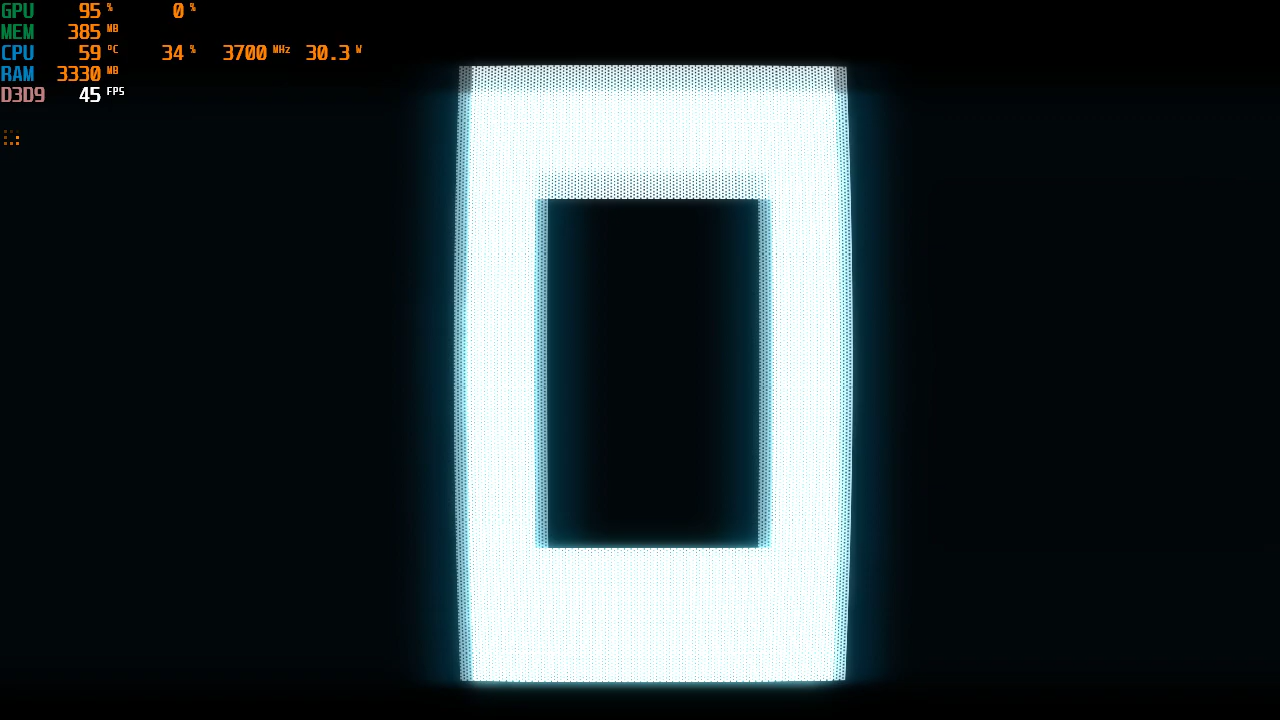 GPU 95 % 0 %
MEM 385 MB
CPU 59 °C 34 % 3700 MHz 30.3 W
RAM 3330 MB
D3D9 45 FPS
0